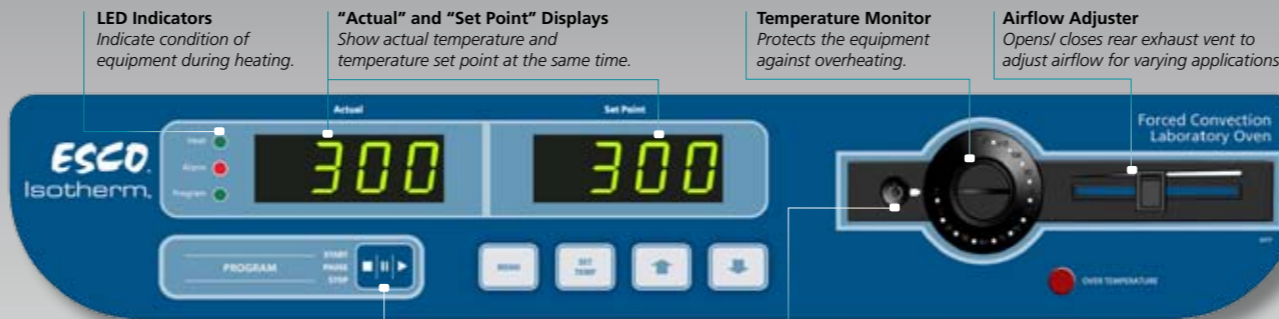 LED Indicators
Indicate condition of
equipment during heating.
“Actual” and “Set Point” Displays
Show actual temperature and
temperature set point at the same time.
Temperature Monitor
Protects the equipment
against overheating.
Airflow Adjuster
Opens/ closes rear exhaust vent to
adjust airflow for varying applications
Actual
Set Point
Forced Convection
Laboratory Oven
ESCO
Isotherm
Heat
Alarm
Program
300
300
PROGRAM
START
PAUSE
STOP
MENU
SET
TEMP
OVER TEMPERATURE